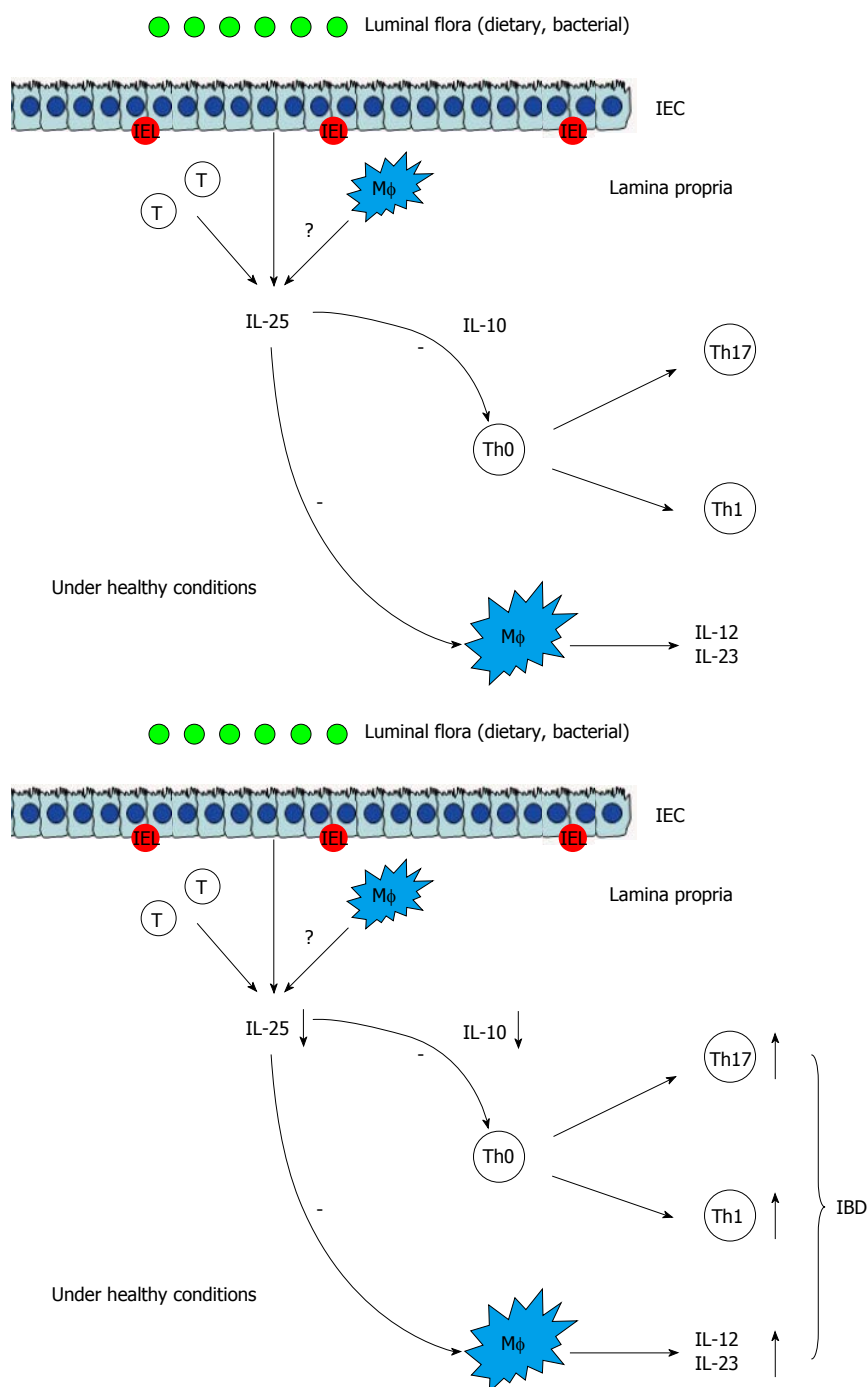 Luminal flora (dietary, bacterial)
IEC
IEL IEL IEL
T
T
Mϕ
Lamina propria
?
IL-25
IL-10
-
Th17
Th0
Th1
-
Under healthy conditions
Mϕ
IL-12
IL-23
Luminal flora (dietary, bacterial)
IEC
IEL IEL IEL
T
T
Mϕ
Lamina propria
?
IL-25
IL-10
-
Th17
Th0
Th1
IBD
-
Under healthy conditions
Mϕ
IL-12
IL-23